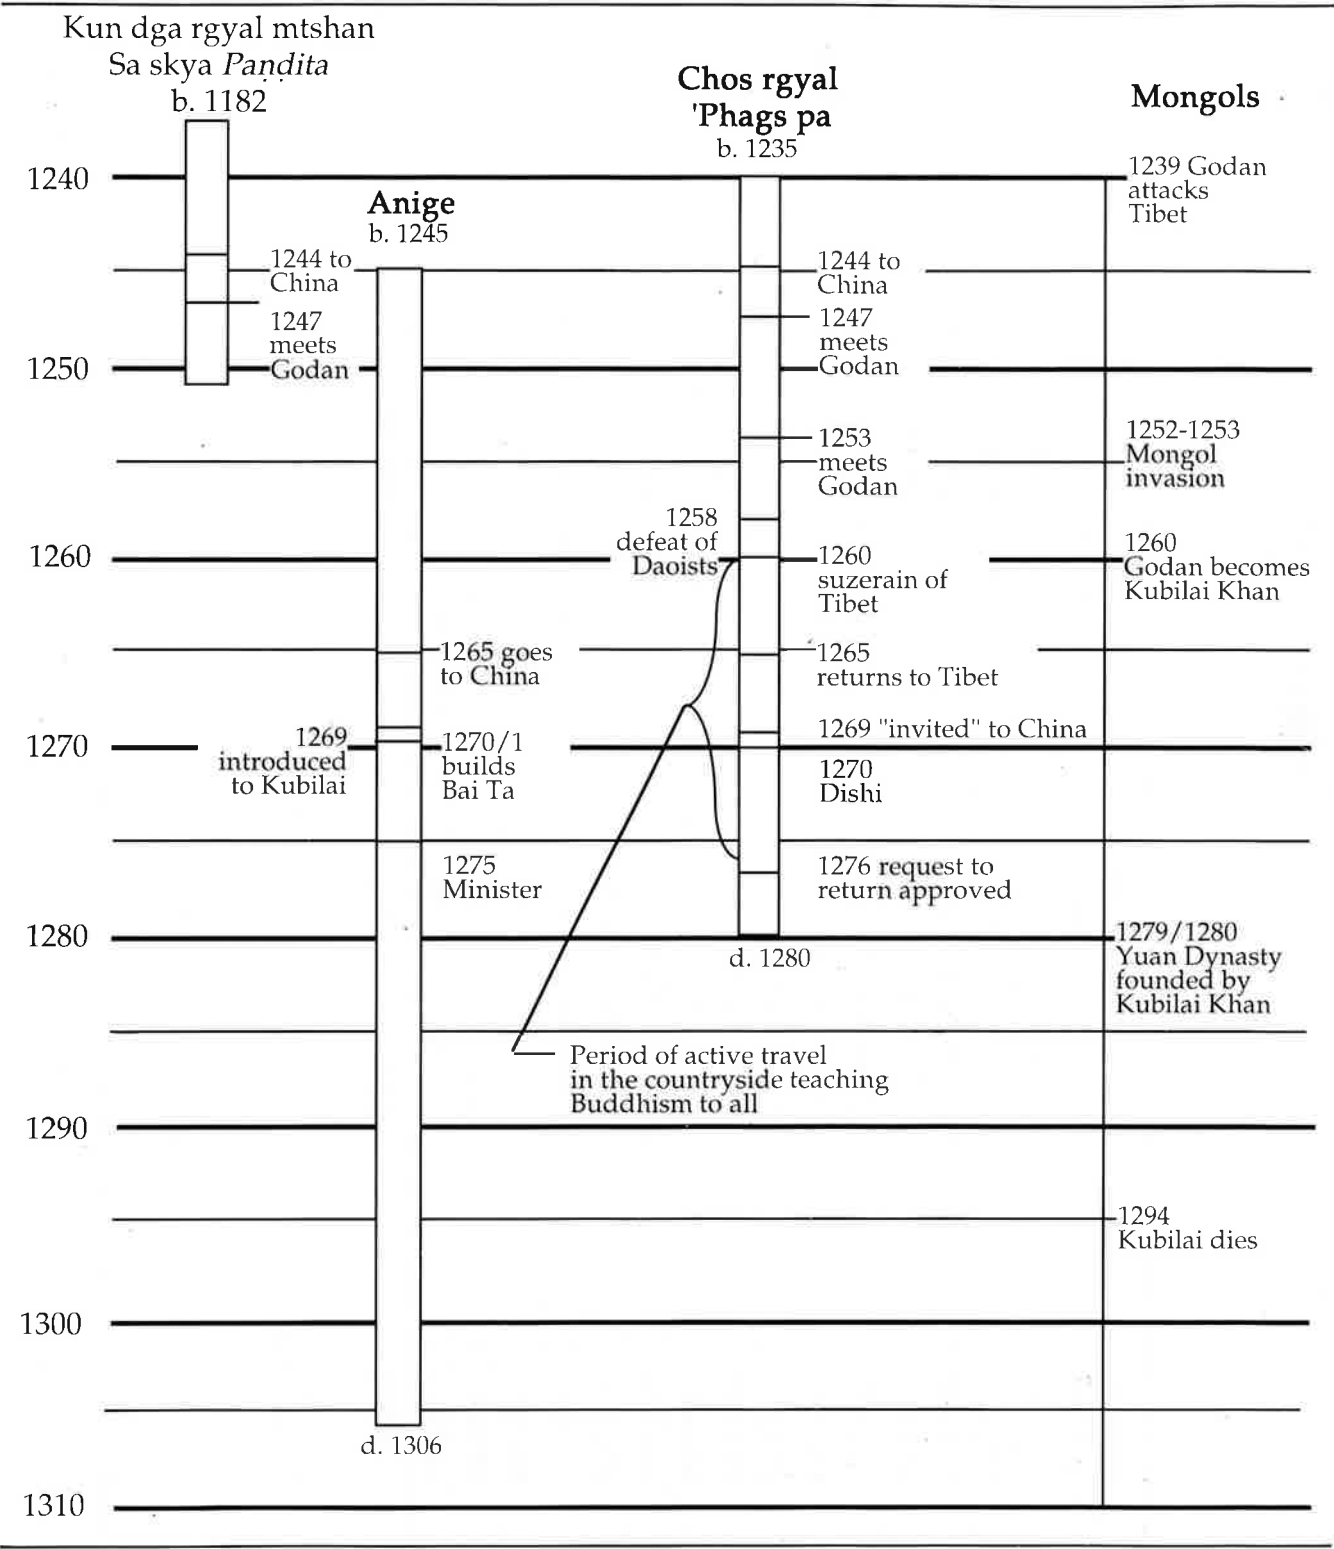 Kun dga rgyal mtshan
Sa skya Paṇḍita
b. 1182
Chos rgyal
'Phags pa
b. 1235
Mongols
1240
1250
1260
1270
1280
1290
1300
1310
1244 to
China
1247
meets
Godan
Anige
b. 1245
1265 goes
to China
1269
introduced
to Kubilai
1270/1
builds
Bai Ta
1275
Minister
d. 1306
1244 to
China
1247
meets
Godan
1253
meets
Godan
1258
defeat of
Daoists
1260
suzerain of
Tibet
1265
returns to Tibet
1269 "invited" to China
1270
Dishi
1276 request to
return approved
d. 1280
Period of active travel
in the countryside teaching
Buddhism to all
1239 Godan
attacks
Tibet
1252-1253
Mongol
invasion
1260
Godan becomes
Kubilai Khan
1279/1280
Yuan Dynasty
founded by
Kubilai Khan
1294
Kubilai dies